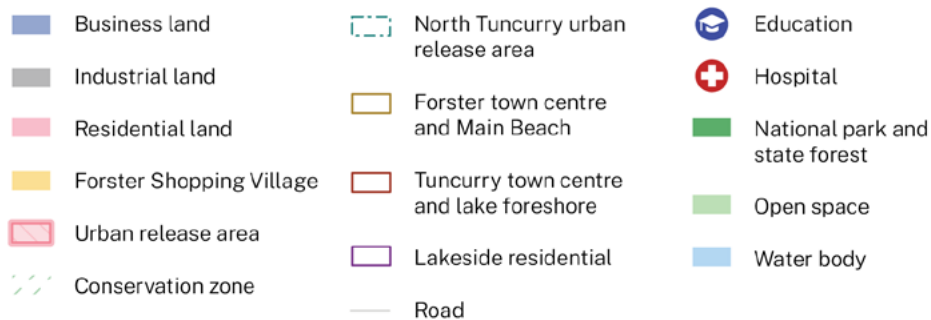 Business land
Industrial land
Residential land
Forster Shopping Village
Urban release area
Conservation zone
North Tuncurry urban
release area
Forster town centre
and Main Beach
Tuncurry town centre
and lake foreshore
Lakeside residential
Road
Education
Hospital
National park and
state forest
Open space
Water body